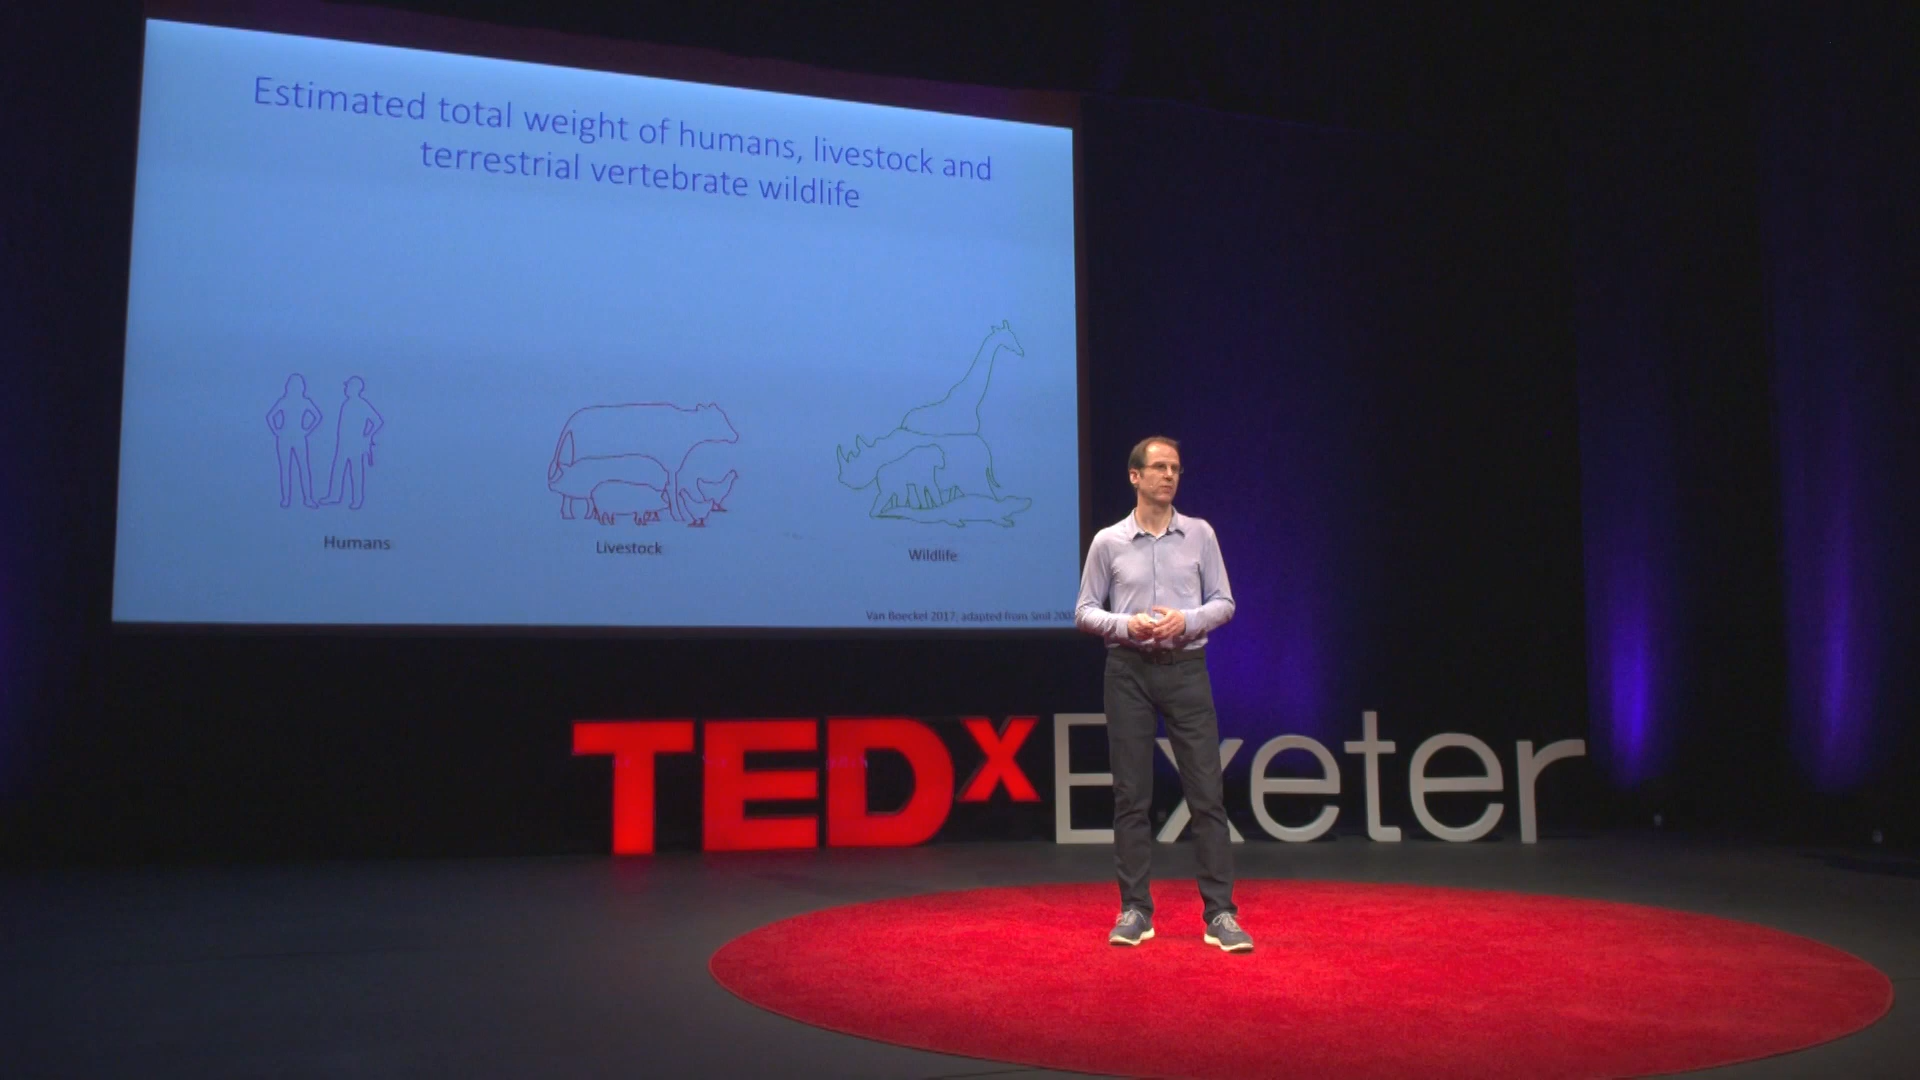 Estimated total weight of humans, livestock and
terrestrial vertebrate wildlife
Humans
Livestock
Wildlife
Van Boeckel 2017, adapted from Smil 200
TEDxExeter